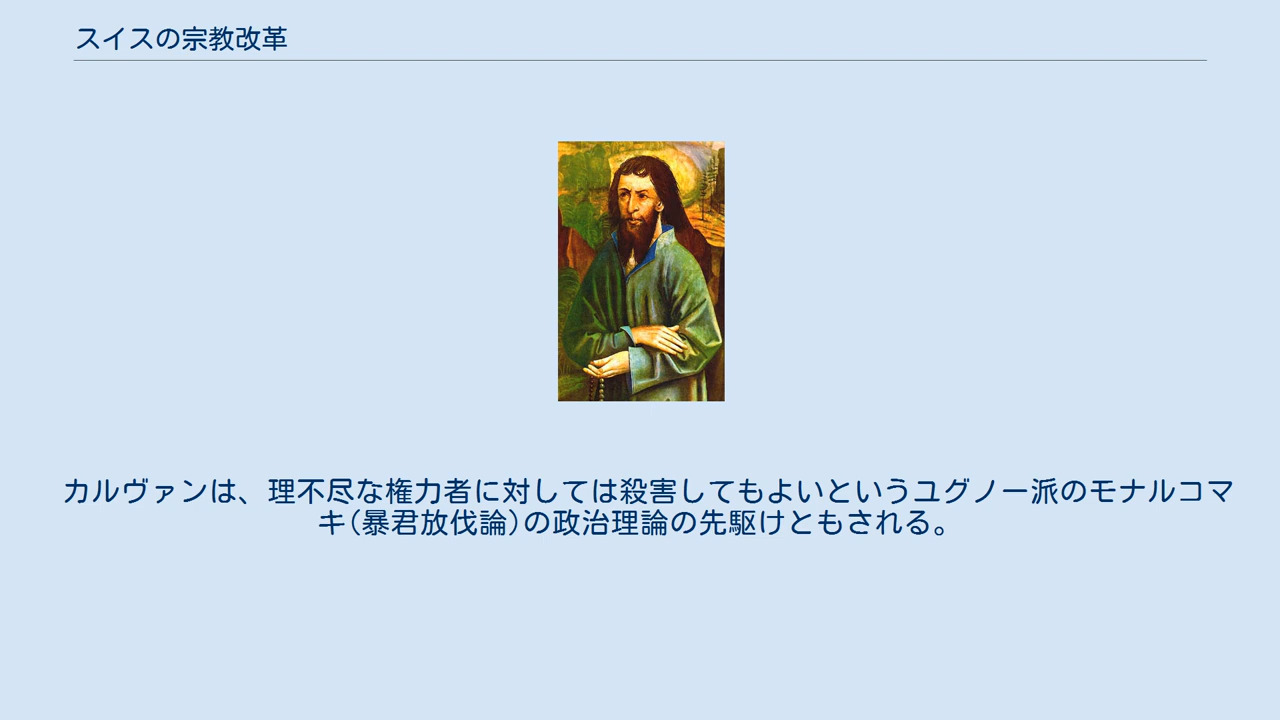 スイスの宗教改革
カルヴァンは、理不尽な権力者に対しては殺害してもよいというユグノー派のモナルコマ
キ(暴君放伐論)の政治理論の先駆けともされる。